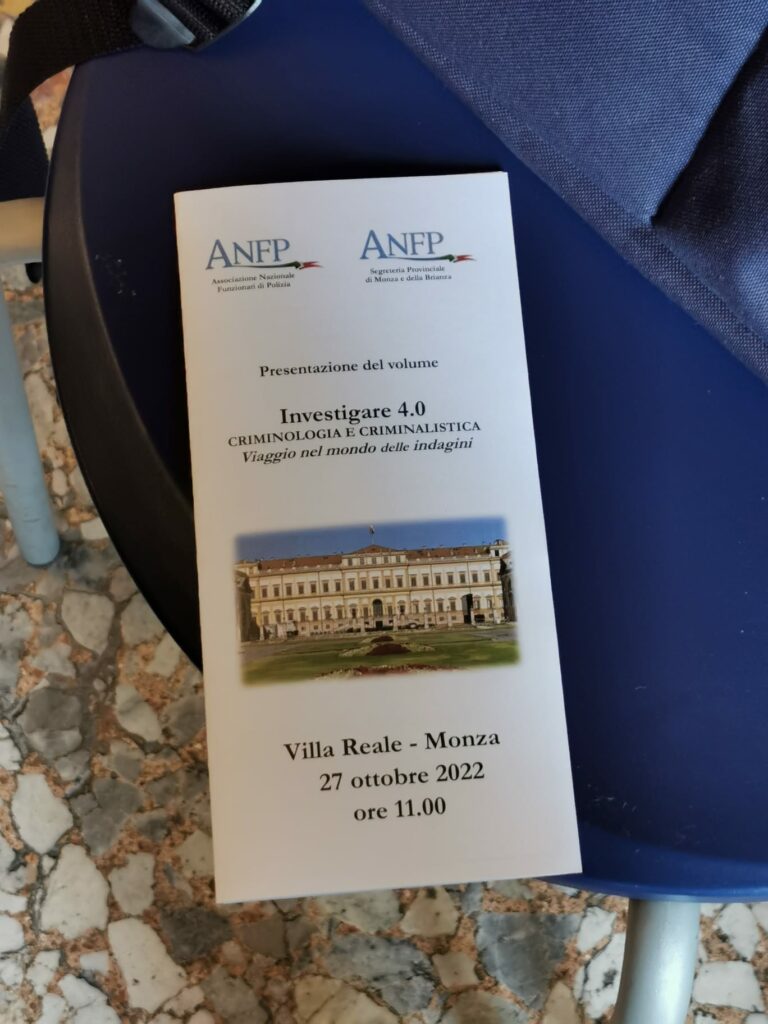 ANFP
Associazione Nazionale
Funzionari di Polizia
ANFP
Segreteria Provinciale
di Monza e della Brianza
Presentazione del volume
Investigare 4.0
CRIMINOLOGIA E CRIMINALISTICA
Viaggio nel mondo delle indagini
Villa Reale - Monza
27 ottobre 2022
ore 11.00